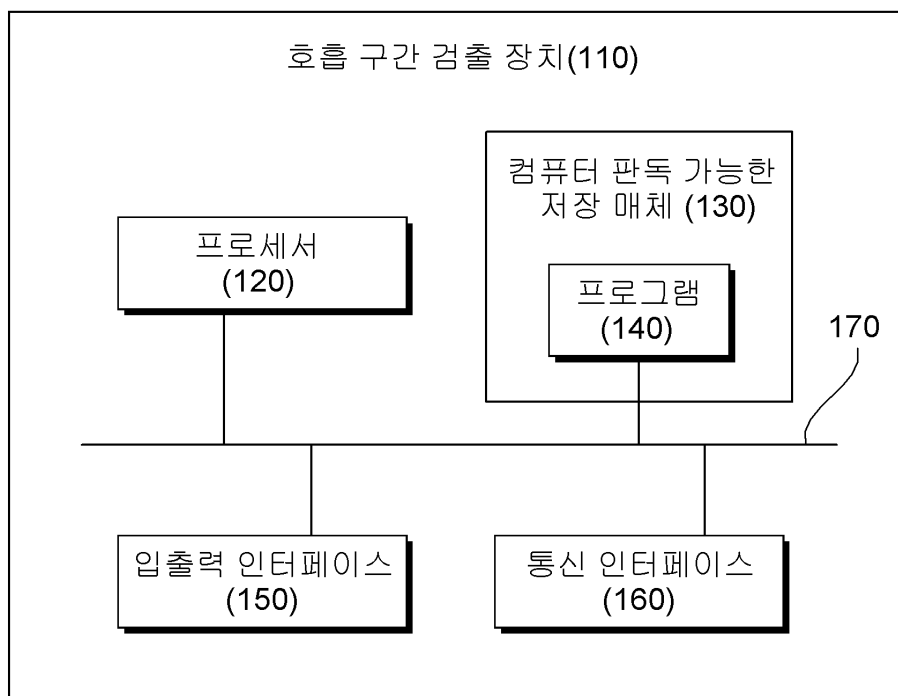 호흡 구간 검출 장치(110)
컴퓨터 판독 가능한
저장 매체 (130)
프로세서
(120)
프로그램
(140)
170
입출력 인터페이스
(150)
통신 인터페이스
(160)